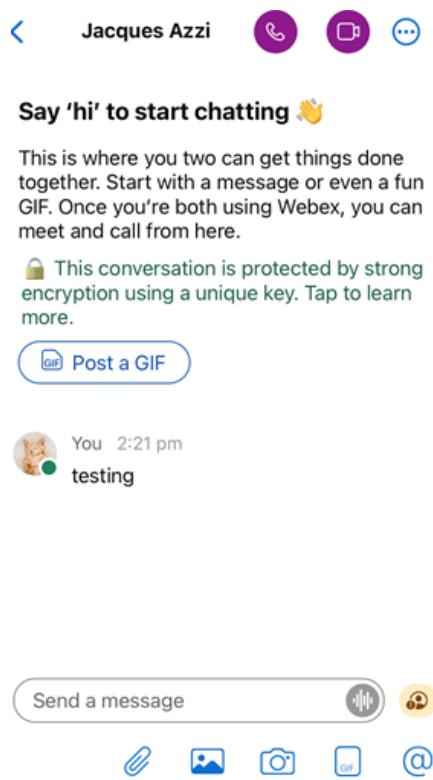 Jacques Azzi
Say ‘hi’ to start chatting 👋
This is where you two can get things done
together. Start with a message or even a fun
GIF. Once you’re both using Webex, you can
meet and call from here.
🔒 This conversation is protected by strong
encryption using a unique key. Tap to learn
more.
GIF Post a GIF
You 2:21 pm
testing
Send a message
GIF @